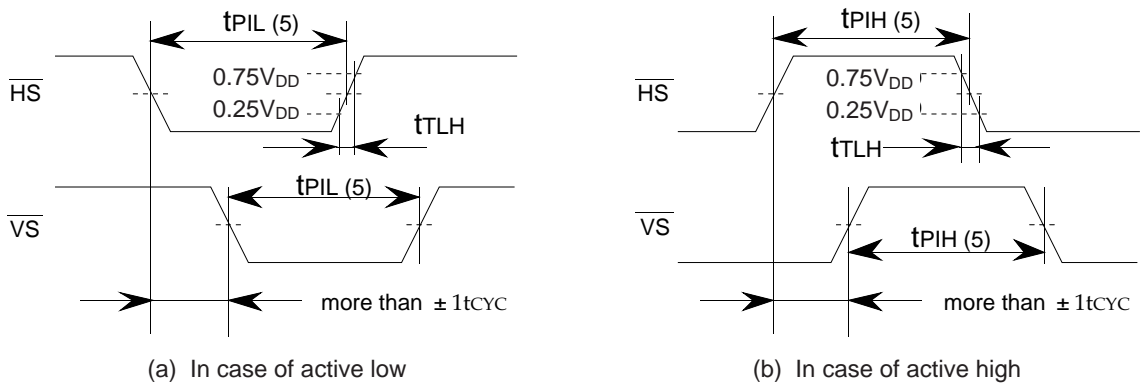 tPIL (5)
HS
0.75VDD
0.25VDD
tTLH
tPIL (5)
VS
more than ± 1tCYC
(a) In case of active low
tPIH (5)
HS
0.75VDD
0.25VDD
tTLH
VS
tPIH (5)
more than ± 1tCYC
(b) In case of active high